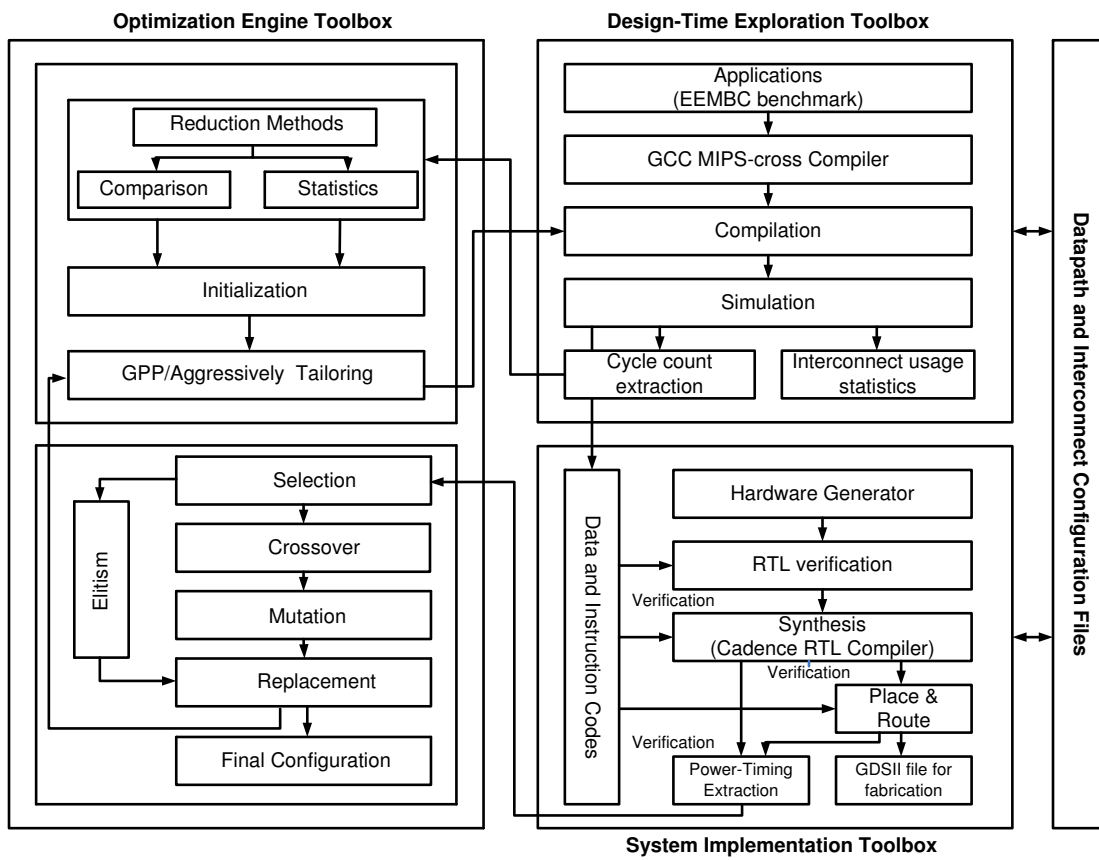 Optimization Engine Toolbox
Reduction Methods
Comparison
Statistics
Initialization
GPP/Aggressively Tailoring
Selection
Elitism
Crossover
Mutation
Replacement
Final Configuration
Design-Time Exploration Toolbox
Applications
(EEMBC benchmark)
GCC MIPS-cross Compiler
Compilation
Simulation
Cycle count
extraction
Interconnect usage
statistics
Data and Instruction Codes
Hardware Generator
RTL verification
Verification
Synthesis
(Cadence RTL Compiler)
Verification
Place &
Route
Verification
Power-Timing
Extraction
GDSII file for
fabrication
System Implementation Toolbox
Datapath and Interconnect Configuration Files